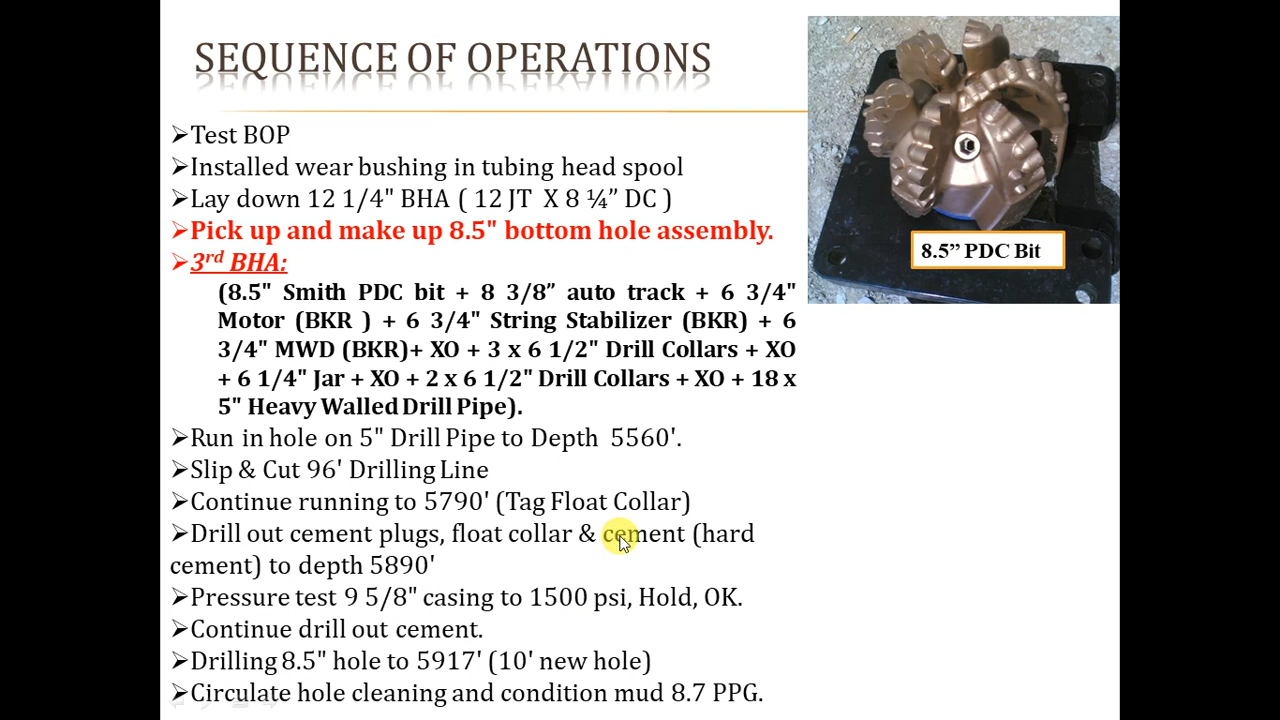 SEQUENCE OF OPERATIONS
➢Test BOP
➢Installed wear bushing in tubing head spool
➢Lay down 12 1/4" BHA ( 12 JT X 8 ¼” DC )
➢Pick up and make up 8.5" bottom hole assembly.
➢3rd BHA:
(8.5" Smith PDC bit + 8 3/8” auto track + 6 3/4"
Motor (BKR ) + 6 3/4" String Stabilizer (BKR) + 6
3/4" MWD (BKR)+ XO + 3 x 6 1/2" Drill Collars + XO
+ 6 1/4" Jar + XO + 2 x 6 1/2" Drill Collars + XO + 18 x
5" Heavy Walled Drill Pipe).
➢Run in hole on 5" Drill Pipe to Depth 5560'.
➢Slip & Cut 96' Drilling Line
➢Continue running to 5790' (Tag Float Collar)
➢Drill out cement plugs, float collar & cement (hard
cement) to depth 5890'
➢Pressure test 9 5/8" casing to 1500 psi, Hold, OK.
➢Continue drill out cement.
➢Drilling 8.5" hole to 5917' (10' new hole)
➢Circulate hole cleaning and condition mud 8.7 PPG.
8.5” PDC Bit